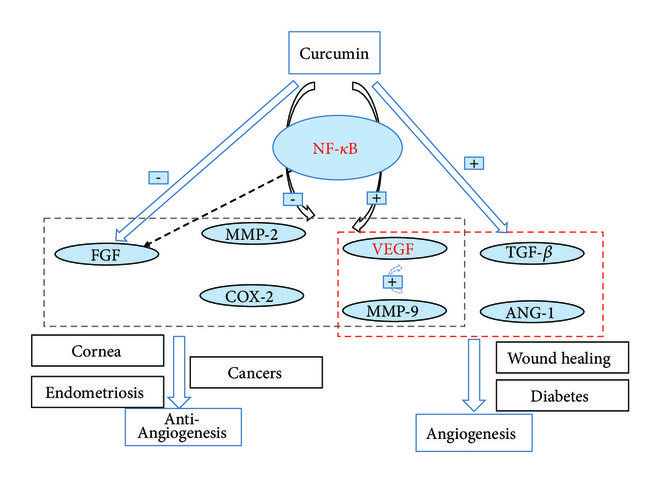 Curcumin
NF-κB
-
+
-
+
MMP-2
FGF
VEGF
TGF-β
+
COX-2
MMP-9
ANG-1
Cornea
Cancers
Wound healing
Endometriosis
Diabetes
Anti-
Angiogenesis
Angiogenesis